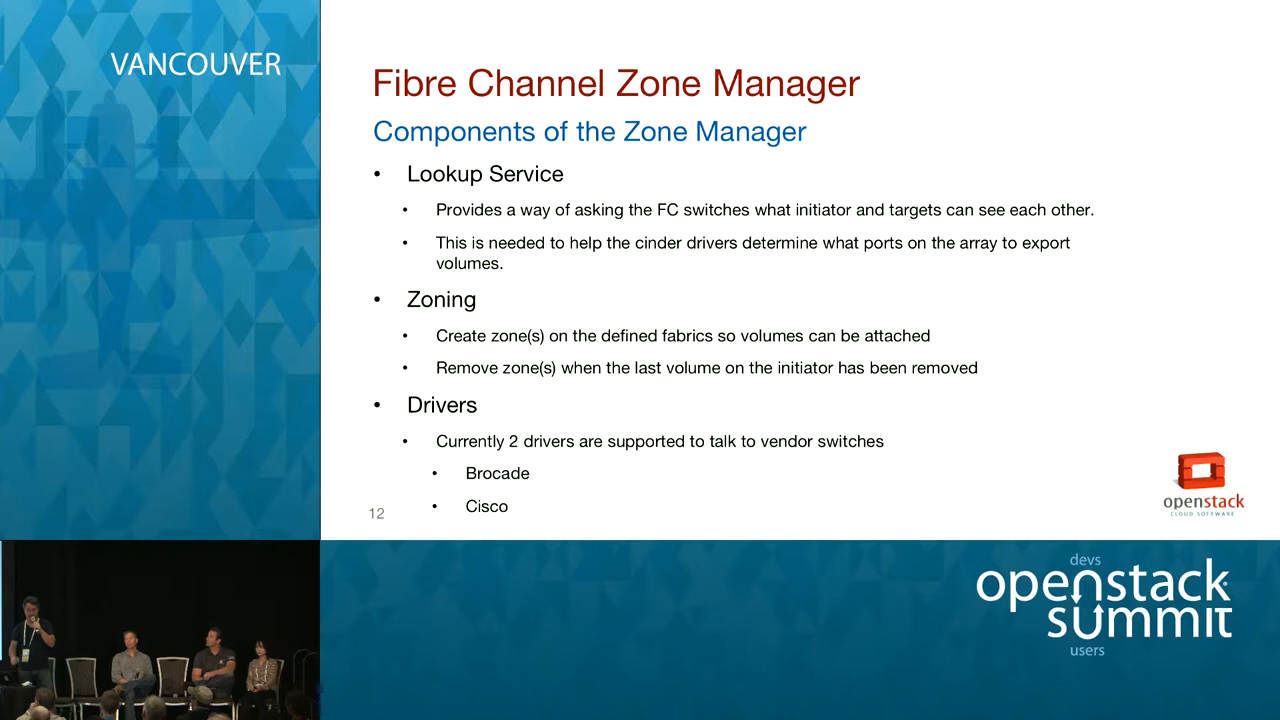 VANCOUVER
Fibre Channel Zone Manager
Components of the Zone Manager
• Lookup Service
• Provides a way of asking the FC switches what initiator and targets can see each other.
• This is needed to help the cinder drivers determine what ports on the array to export
volumes.
• Zoning
• Create zone(s) on the defined fabrics so volumes can be attached
• Remove zone(s) when the last volume on the initiator has been removed
• Drivers
• Currently 2 drivers are supported to talk to vendor switches
• Brocade
• Cisco
12
openstack
CLOUD SOFTWARE
devs
openstack
summit
users